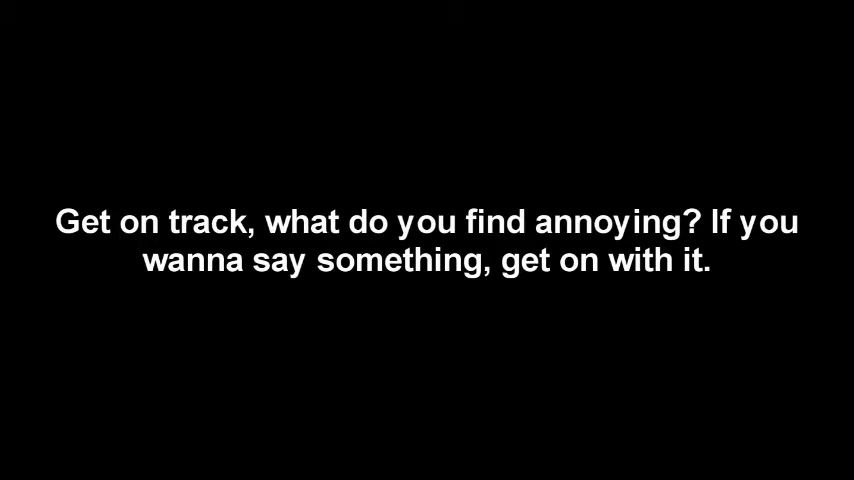 Get on track, what do you find annoying? If you
wanna say something, get on with it.